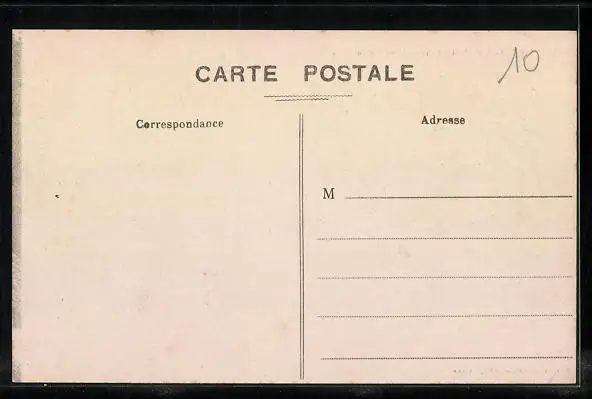 10
CARTE POSTALE
Correspondance
Adresse
M